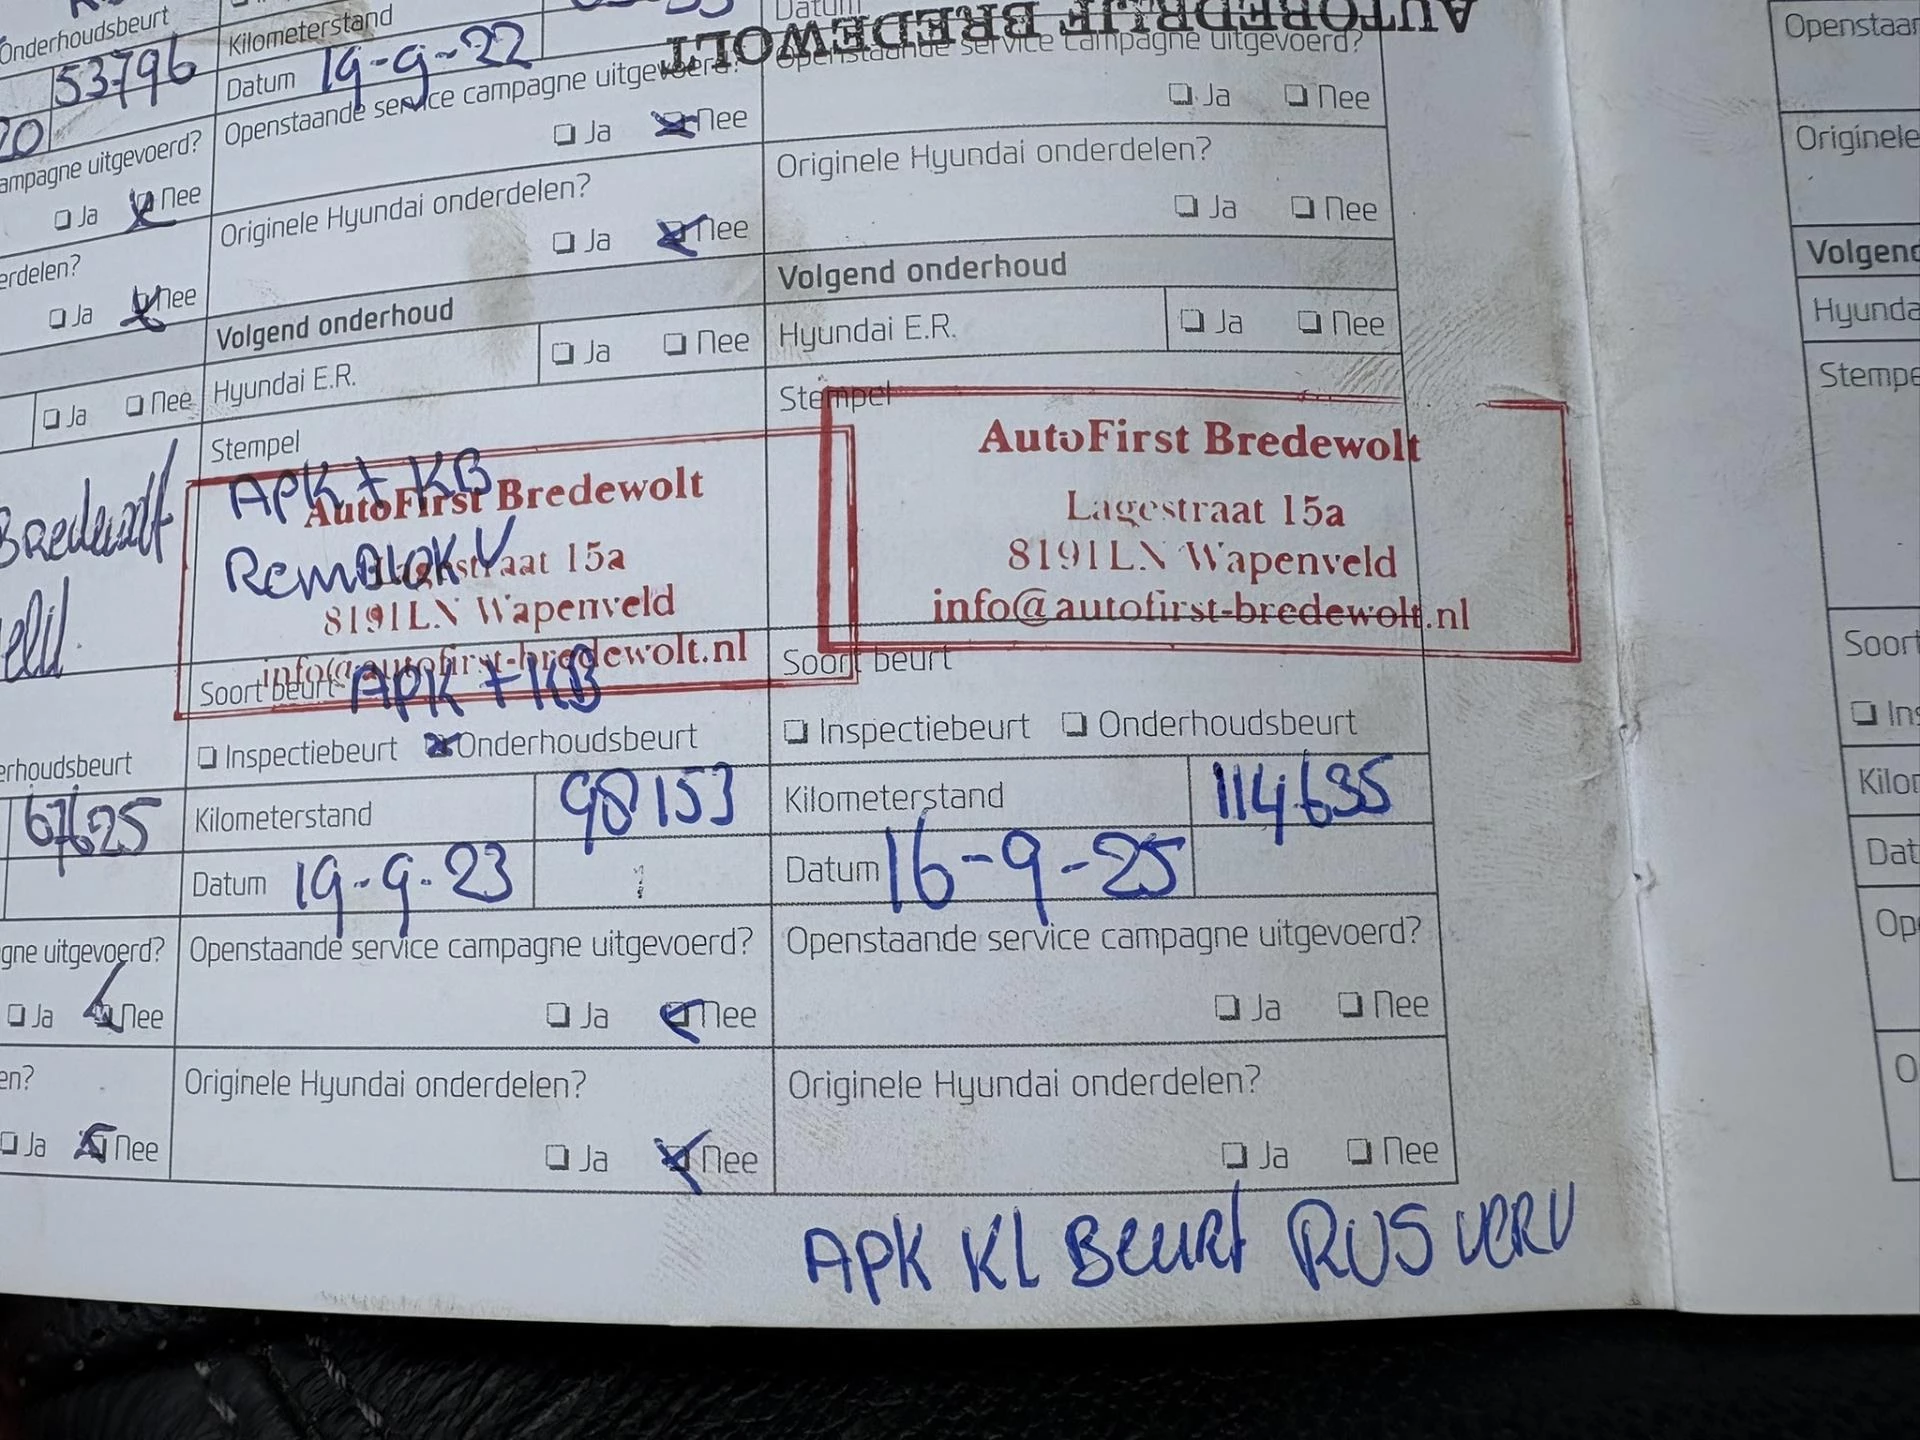 Onderhoudsbeurt
53796
ampagne uitgevoerd?
Ja Nee
erdelen?
Ja Nee
Ja Nee
Bredewolt
erhoudsbeurt
67625
gne uitgevoerd?
Ja Nee
en?
Ja Nee
Kilometerstand
Datum 19-9-22
Openstaande service campagne uitgevoerd?
Ja Nee
Originele Hyundai onderdelen?
Ja Nee
Volgend onderhoud
Hyundai E.R. Ja Nee
Stempel
APK + KB
AutoFirst Bredewolt
RemBlok V
Lagestraat 15a
8191LN Wapenveld
info@autofirst-bredewolt.nl
Soort beurt APK + KB
Inspectiebeurt Onderhoudsbeurt
Kilometerstand 98153
Datum 19-9-23
Openstaande service campagne uitgevoerd?
Ja Nee
Originele Hyundai onderdelen?
Ja Nee
Datum
AUTOBEDRIJF BREDEWOLT
Openstaande service campagne uitgevoerd?
Ja Nee
Originele Hyundai onderdelen?
Ja Nee
Volgend onderhoud
Hyundai E.R. Ja Nee
Stempel
AutoFirst Bredewolt
Lagestraat 15a
8191LN Wapenveld
info@autofirst-bredewolt.nl
Soort beurt
Inspectiebeurt Onderhoudsbeurt
Kilometerstand 114635
Datum 16-9-25
Openstaande service campagne uitgevoerd?
Ja Nee
Originele Hyundai onderdelen?
Ja Nee
APK KL Beurt RUS VERV
Openstaan
Originele
Volgend
Hyunda
Stempe
Soort
Ins
Kilo
Dat
Op
O